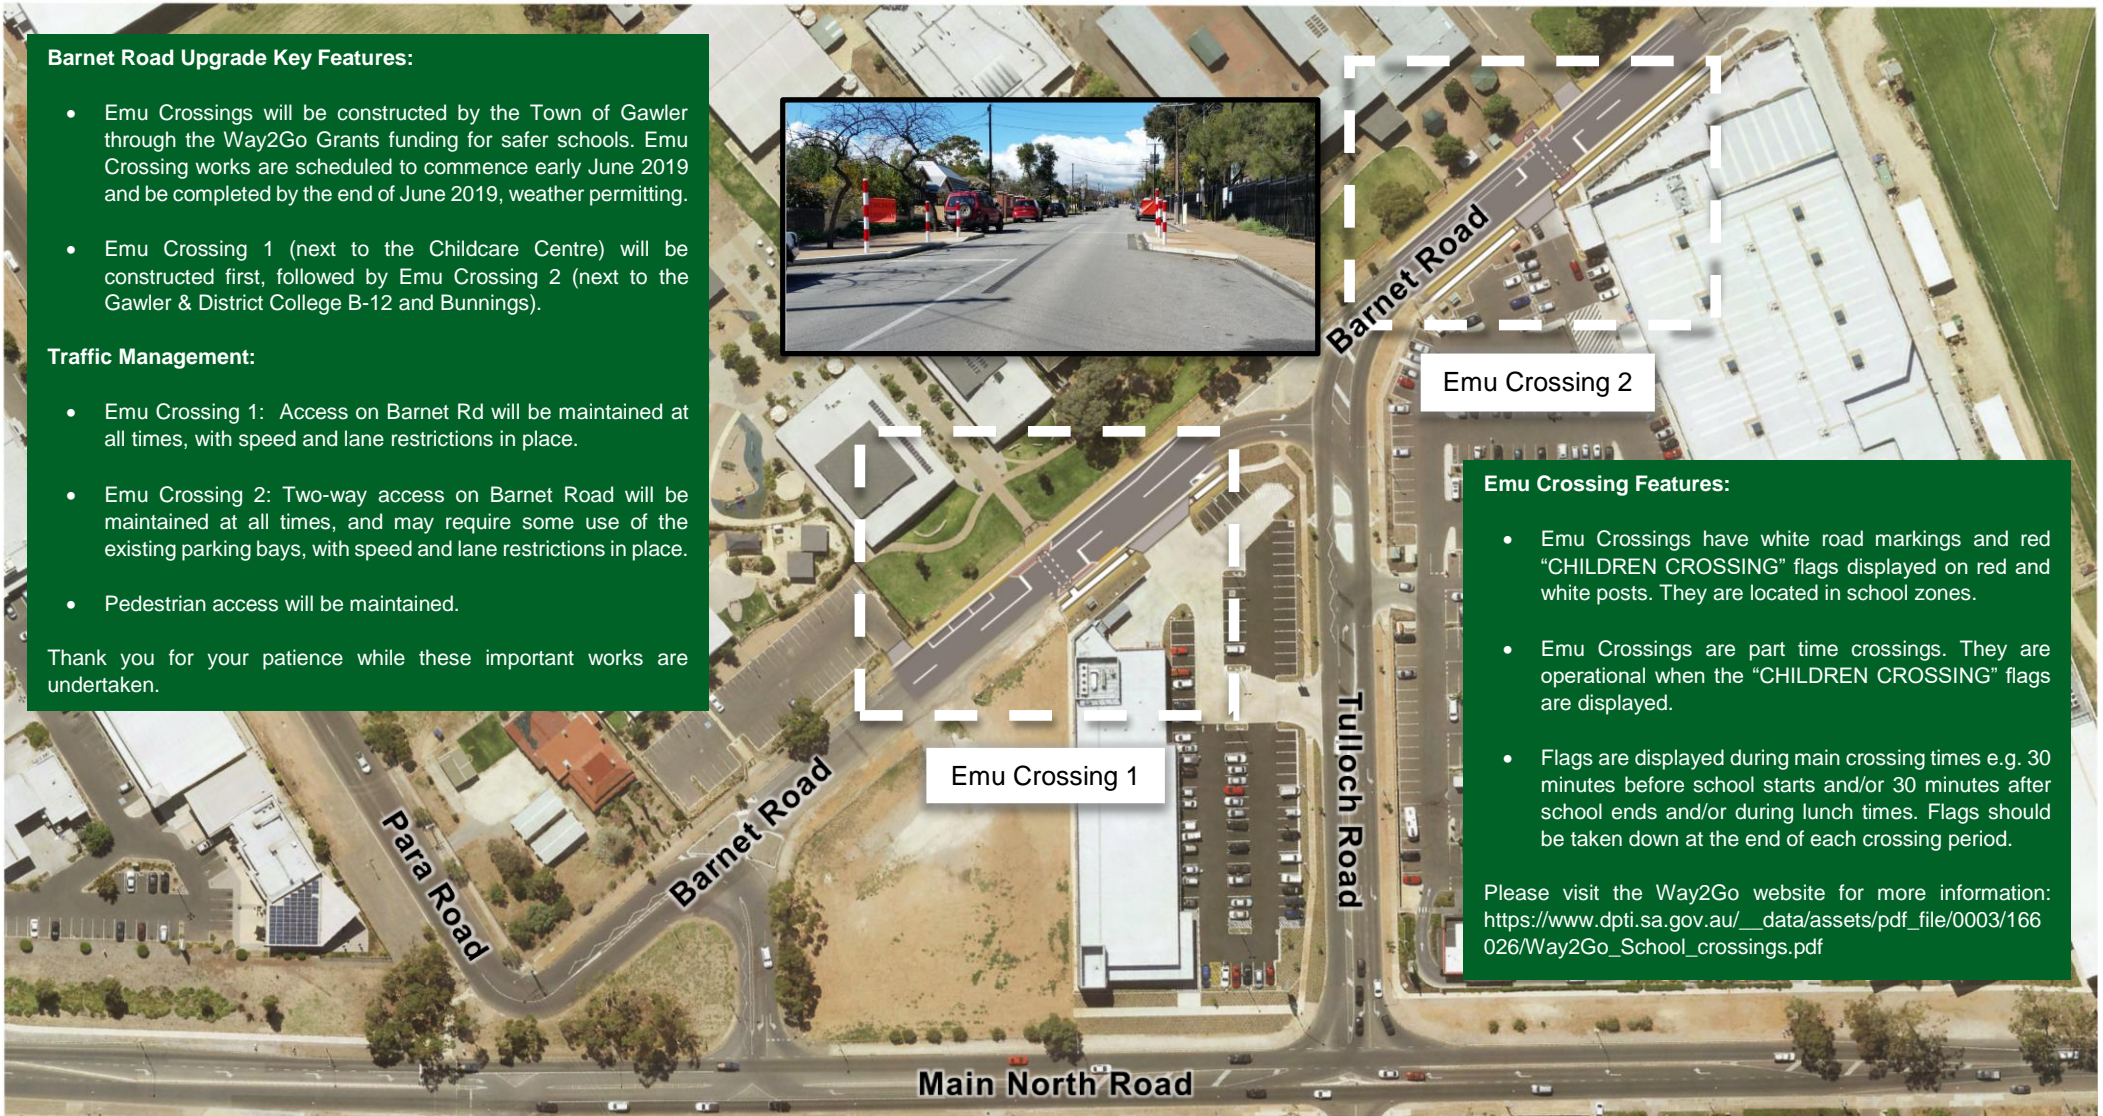 Barnet Road Upgrade Key Features:
• Emu Crossings will be constructed by the Town of Gawler
through the Way2Go Grants funding for safer schools. Emu
Crossing works are scheduled to commence early June 2019
and be completed by the end of June 2019, weather permitting.
• Emu Crossing 1 (next to the Childcare Centre) will be
constructed first, followed by Emu Crossing 2 (next to the
Gawler & District College B-12 and Bunnings).
Traffic Management:
• Emu Crossing 1: Access on Barnet Rd will be maintained at
all times, with speed and lane restrictions in place.
• Emu Crossing 2: Two-way access on Barnet Road will be
maintained at all times, and may require some use of the
existing parking bays, with speed and lane restrictions in place.
• Pedestrian access will be maintained.
Thank you for your patience while these important works are
undertaken.
Barnet Road
Emu Crossing 2
Emu Crossing 1
Barnet Road
Para Road
Tulloch Road
Main North Road
Emu Crossing Features:
• Emu Crossings have white road markings and red
“CHILDREN CROSSING” flags displayed on red and
white posts. They are located in school zones.
• Emu Crossings are part time crossings. They are
operational when the “CHILDREN CROSSING” flags
are displayed.
• Flags are displayed during main crossing times e.g. 30
minutes before school starts and/or 30 minutes after
school ends and/or during lunch times. Flags should
be taken down at the end of each crossing period.
Please visit the Way2Go website for more information:
https://www.dpti.sa.gov.au/__data/assets/pdf_file/0003/166
026/Way2Go_School_crossings.pdf